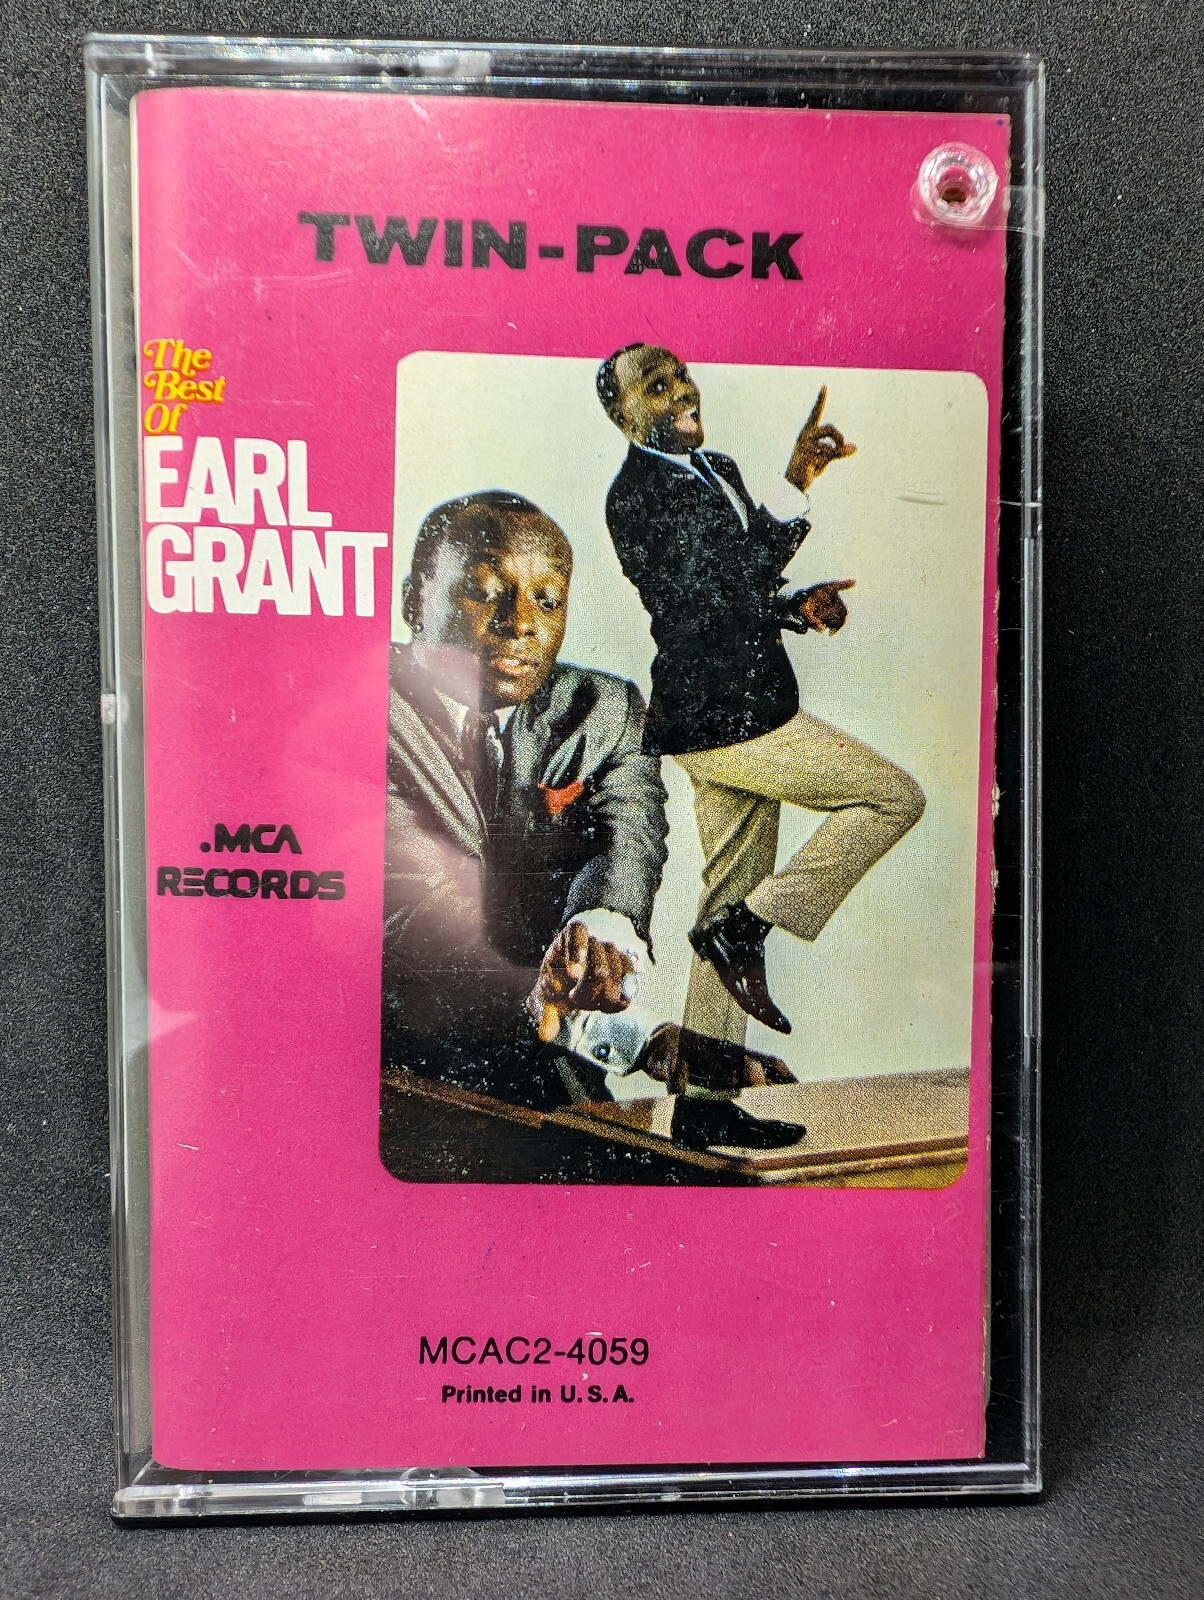 TWIN-PACK
The
Best
Of
EARL
GRANT
.MCA
RECORDS
MCAC2-4059
Printed in U.S.A.